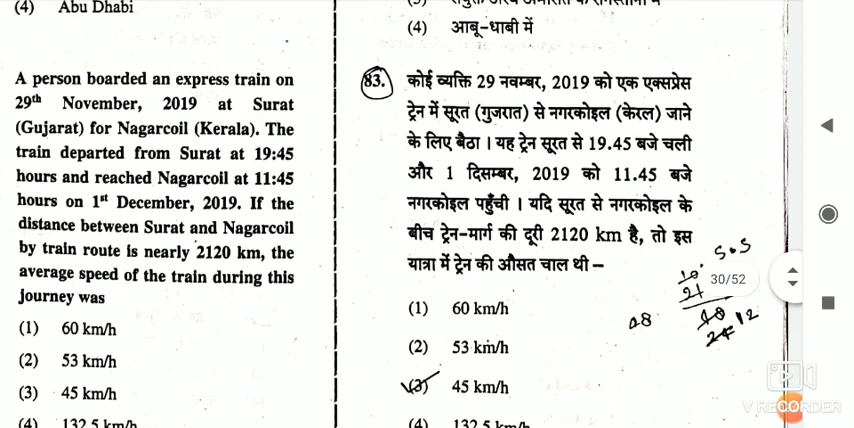 (4) Abu Dhabi
A person boarded an express train on
29th November, 2019 at Surat
(Gujarat) for Nagarcoil (Kerala). The
train departed from Surat at 19:45
hours and reached Nagarcoil at 11:45
hours on 1st December, 2019. If the
distance between Surat and Nagarcoil
by train route is nearly 2120 km, the
average speed of the train during this
journey was
(1) 60 km/h
(2) 53 km/h
(3) 45 km/h
(4) 132.5 km/h
(4) आबू-धाबी में
83. कोई व्यक्ति 29 नवम्बर, 2019 को एक एक्सप्रेस
ट्रेन में सूरत (गुजरात) से नगरकोइल (केरल) जाने
के लिए बैठा । यह ट्रेन सूरत से 19.45 बजे चली
और 1 दिसम्बर, 2019 को 11.45 बजे
नगरकोइल पहुँची । यदि सूरत से नगरकोइल के
बीच ट्रेन-मार्ग की दूरी 2120 km है, तो इस
यात्रा में ट्रेन की औसत चाल थी –
(1) 60 km/h
(2) 53 km/h
(3) 45 km/h
(4) 132.5 km/h
30/52
V RECORDER